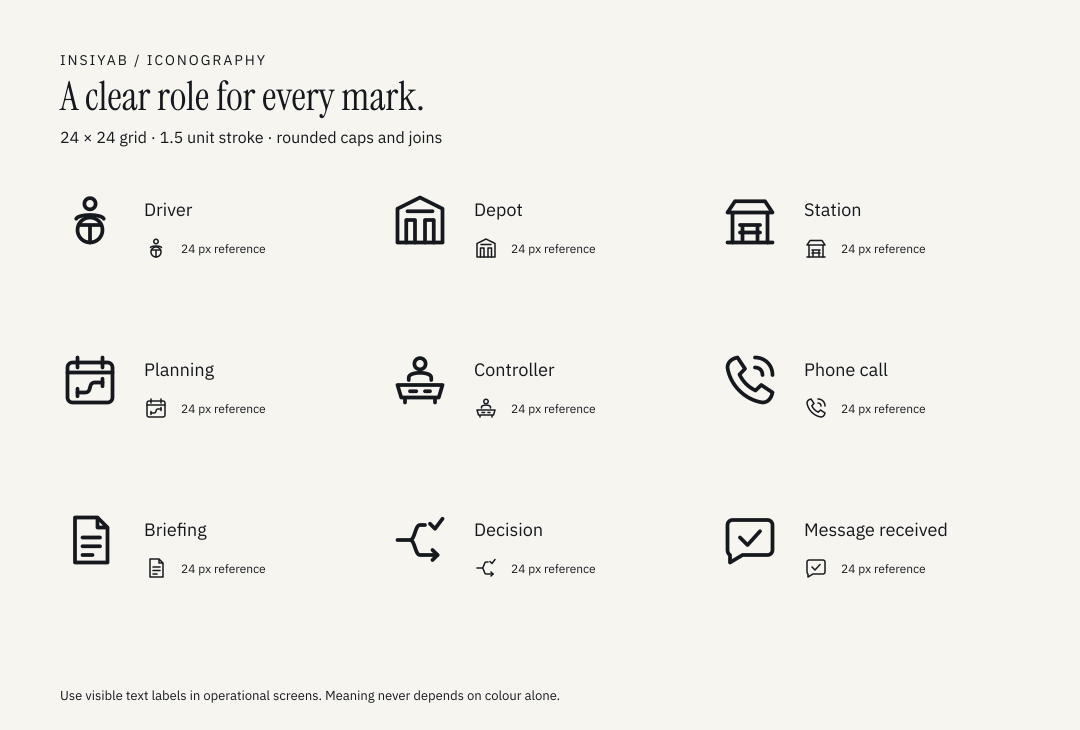 INSIYAB / ICONOGRAPHY
A clear role for every mark.
24 × 24 grid · 1.5 unit stroke · rounded caps and joins
Driver
24 px reference
Depot
24 px reference
Station
24 px reference
Planning
24 px reference
Controller
24 px reference
Phone call
24 px reference
Briefing
24 px reference
Decision
24 px reference
Message received
24 px reference
Use visible text labels in operational screens. Meaning never depends on colour alone.